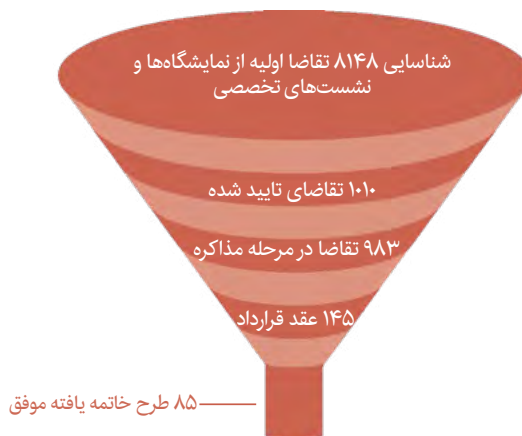 شناسایی ۸۱۴۸ تقاضا اولیه از نمایشگاه‌ها و
نشست‌های تخصصی
۱۰۱۰ تقاضای تایید شده
۹۸۳ تقاضا در مرحله مذاکره
۱۴۵ عقد قرارداد
۸۵ طرح خاتمه یافته موفق